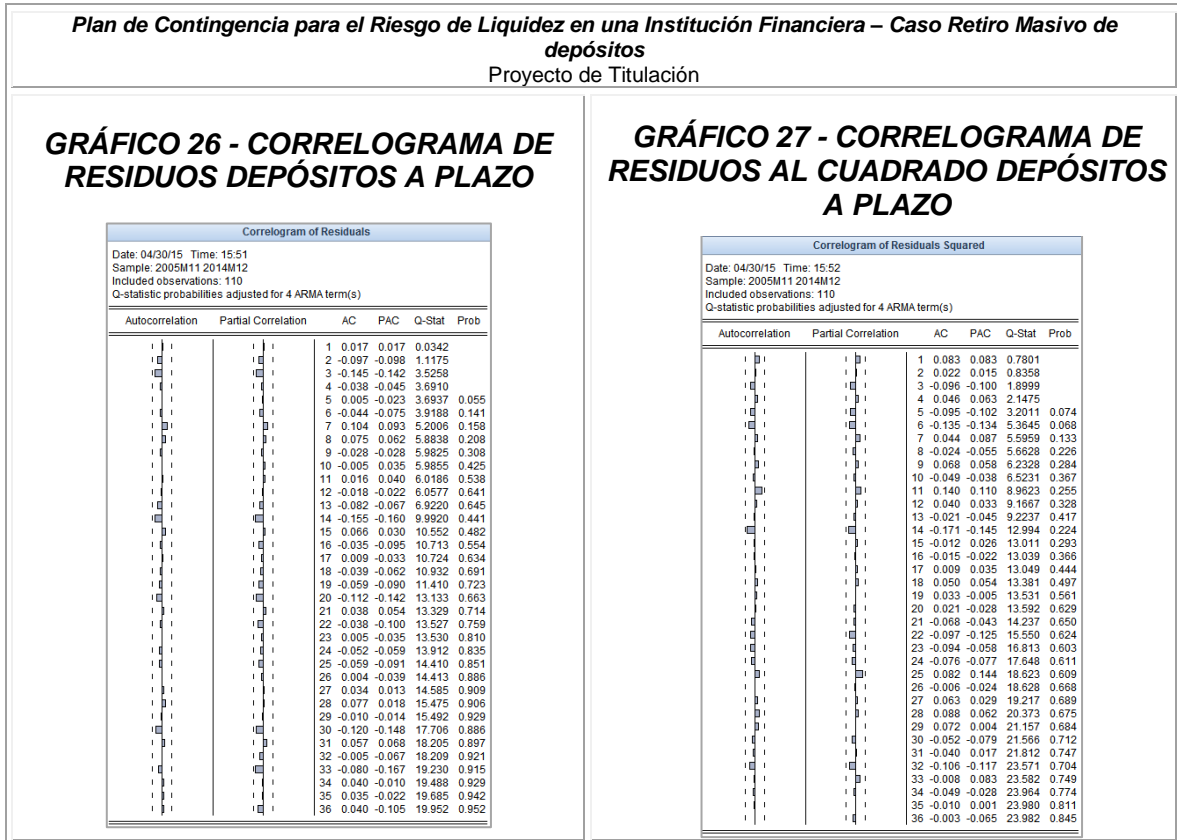 Plan de Contingencia para el Riesgo de Liquidez en una Institución Financiera – Caso Retiro Masivo de
depósitos
Proyecto de Titulación
GRÁFICO 26 - CORRELOGRAMA DE
RESIDUOS DEPÓSITOS A PLAZO
Correlogram of Residuals
Date: 04/30/15 Time: 15:51
Sample: 2005M11 2014M12
Included observations: 110
Q-statistic probabilities adjusted for 4 ARMA term(s)
Autocorrelation Partial Correlation AC PAC Q-Stat Prob
1 0.017 0.017 0.0342
2 -0.097 -0.098 1.1175
3 -0.145 -0.142 3.5258
4 -0.038 -0.045 3.6910
5 0.005 -0.023 3.6937 0.055
6 -0.044 -0.075 3.9188 0.141
7 0.104 0.093 5.2006 0.158
8 0.075 0.062 5.8838 0.208
9 -0.028 -0.028 5.9825 0.308
10 -0.005 0.035 5.9855 0.425
11 0.016 0.040 6.0186 0.538
12 -0.018 -0.022 6.0577 0.641
13 -0.082 -0.067 6.9220 0.645
14 -0.155 -0.160 9.9920 0.441
15 0.066 0.030 10.552 0.482
16 -0.035 -0.095 10.713 0.554
17 0.009 -0.033 10.724 0.634
18 -0.039 -0.062 10.932 0.691
19 -0.059 -0.090 11.410 0.723
20 -0.112 -0.142 13.133 0.663
21 0.038 0.054 13.329 0.714
22 -0.038 -0.100 13.527 0.759
23 0.005 -0.035 13.530 0.810
24 -0.052 -0.059 13.912 0.835
25 -0.059 -0.091 14.410 0.851
26 0.004 -0.039 14.413 0.886
27 0.034 0.013 14.585 0.909
28 0.077 0.018 15.475 0.906
29 -0.010 -0.014 15.492 0.929
30 -0.120 -0.148 17.706 0.886
31 0.057 0.068 18.205 0.897
32 -0.005 -0.067 18.209 0.921
33 -0.080 -0.167 19.230 0.915
34 0.040 -0.010 19.488 0.929
35 0.035 -0.022 19.685 0.942
36 0.040 -0.105 19.952 0.952
GRÁFICO 27 - CORRELOGRAMA DE
RESIDUOS AL CUADRADO DEPÓSITOS
A PLAZO
Correlogram of Residuals Squared
Date: 04/30/15 Time: 15:52
Sample: 2005M11 2014M12
Included observations: 110
Q-statistic probabilities adjusted for 4 ARMA term(s)
Autocorrelation Partial Correlation AC PAC Q-Stat Prob
1 0.083 0.083 0.7801
2 0.022 0.015 0.8358
3 -0.096 -0.100 1.8999
4 0.046 0.063 2.1475
5 -0.095 -0.102 3.2011 0.074
6 -0.135 -0.134 5.3645 0.068
7 0.044 0.087 5.5959 0.133
8 -0.024 -0.055 5.6628 0.226
9 0.068 0.058 6.2328 0.284
10 -0.049 -0.038 6.5231 0.367
11 0.140 0.110 8.9623 0.255
12 0.040 0.033 9.1667 0.328
13 -0.021 -0.045 9.2237 0.417
14 -0.171 -0.145 12.994 0.224
15 -0.012 0.026 13.011 0.293
16 -0.015 -0.022 13.039 0.366
17 0.009 0.035 13.049 0.444
18 0.050 0.054 13.381 0.497
19 0.033 -0.005 13.531 0.561
20 0.021 -0.028 13.592 0.629
21 -0.068 -0.043 14.237 0.650
22 -0.097 -0.125 15.550 0.624
23 -0.094 -0.058 16.813 0.603
24 -0.076 -0.077 17.648 0.611
25 0.082 0.144 18.623 0.609
26 -0.006 -0.024 18.628 0.668
27 0.063 0.029 19.217 0.689
28 0.088 0.062 20.373 0.675
29 0.072 0.004 21.157 0.684
30 -0.052 -0.079 21.566 0.712
31 -0.040 0.017 21.812 0.747
32 -0.106 -0.117 23.571 0.704
33 -0.008 0.083 23.582 0.749
34 -0.049 -0.028 23.964 0.774
35 -0.010 0.001 23.980 0.811
36 -0.003 -0.065 23.982 0.845